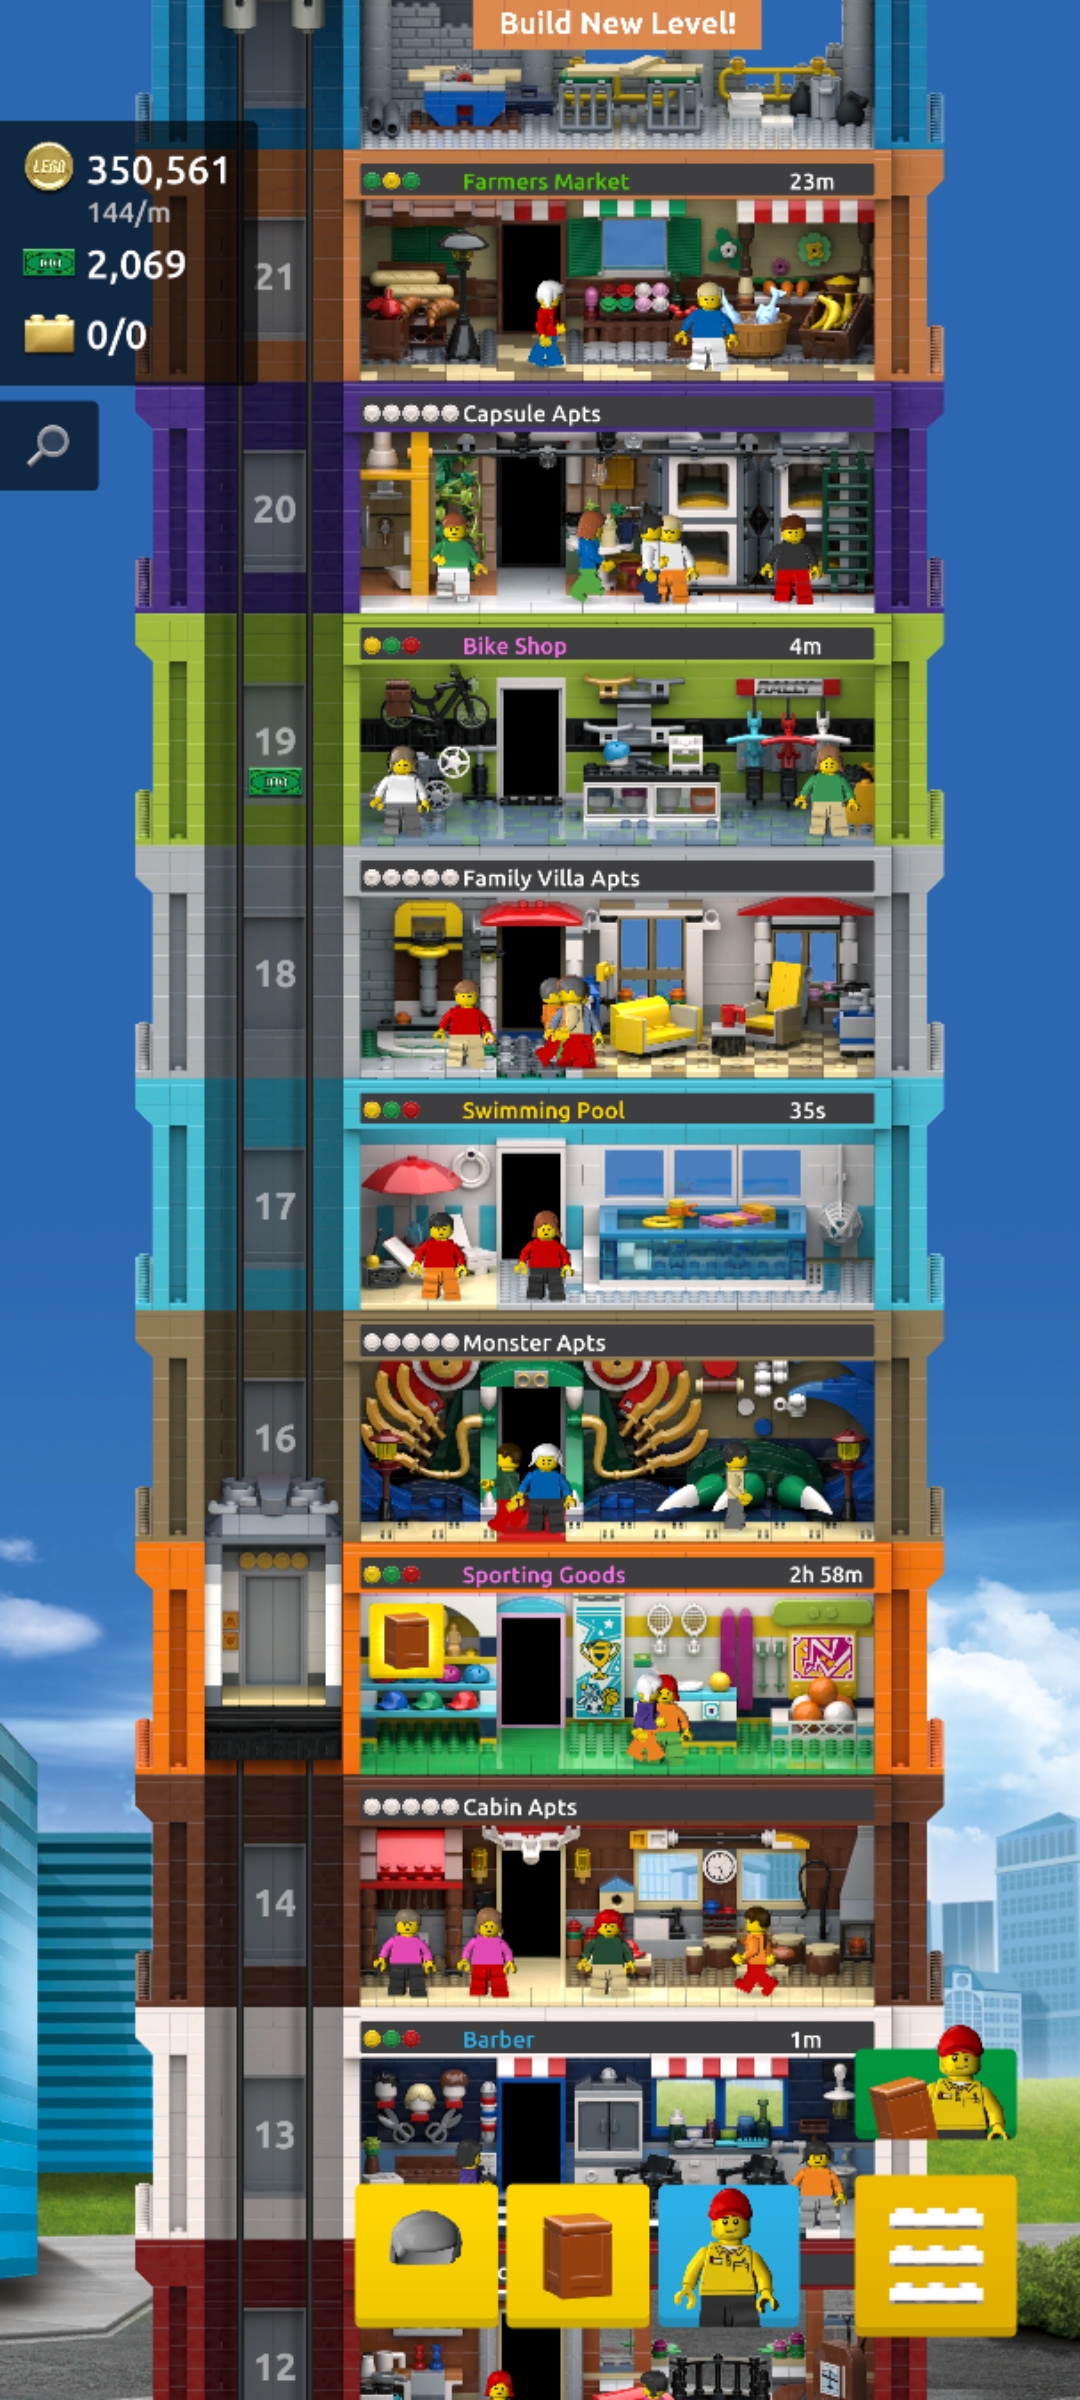 Build New Level!
LEGO 350,561
144/m
2,069
0/0
Farmers Market 23m
21
Capsule Apts
20
Bike Shop 4m
RALLY
19
Family Villa Apts
18
Swimming Pool 35s
17
Monster Apts
16
Sporting Goods 2h 58m
N
Cabin Apts
14
Barber 1m
13
12